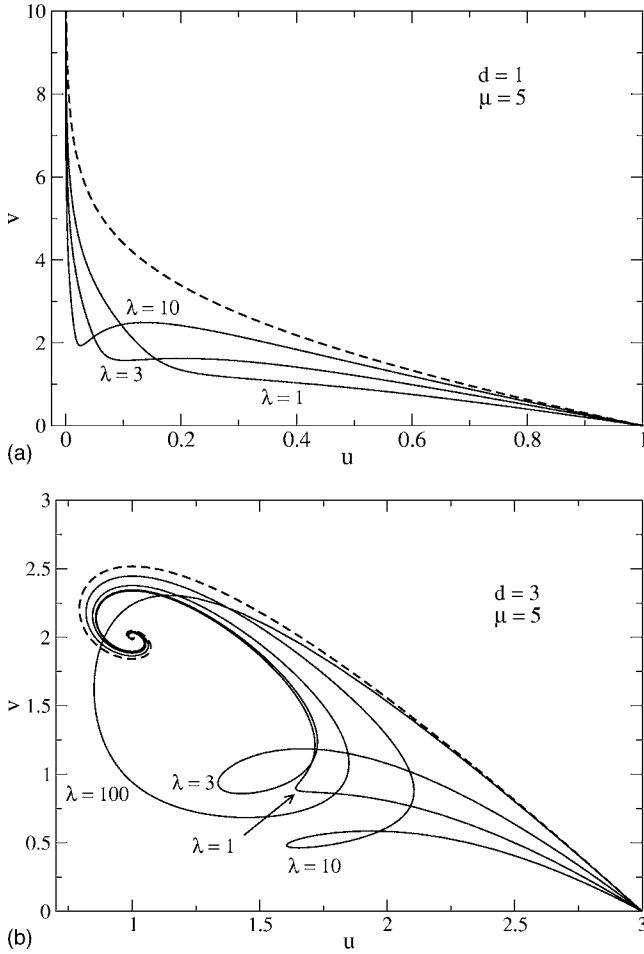 10
8
6
4
2
0
v
d = 1
μ = 5
λ = 10
λ = 3
λ = 1
0 0.2 0.4 0.6 0.8 1
u
(a)
3
2.5
2
1.5
1
0.5
0
v
d = 3
μ = 5
λ = 3
λ = 100
λ = 1
λ = 10
1 1.5 2 2.5 3
u
(b)